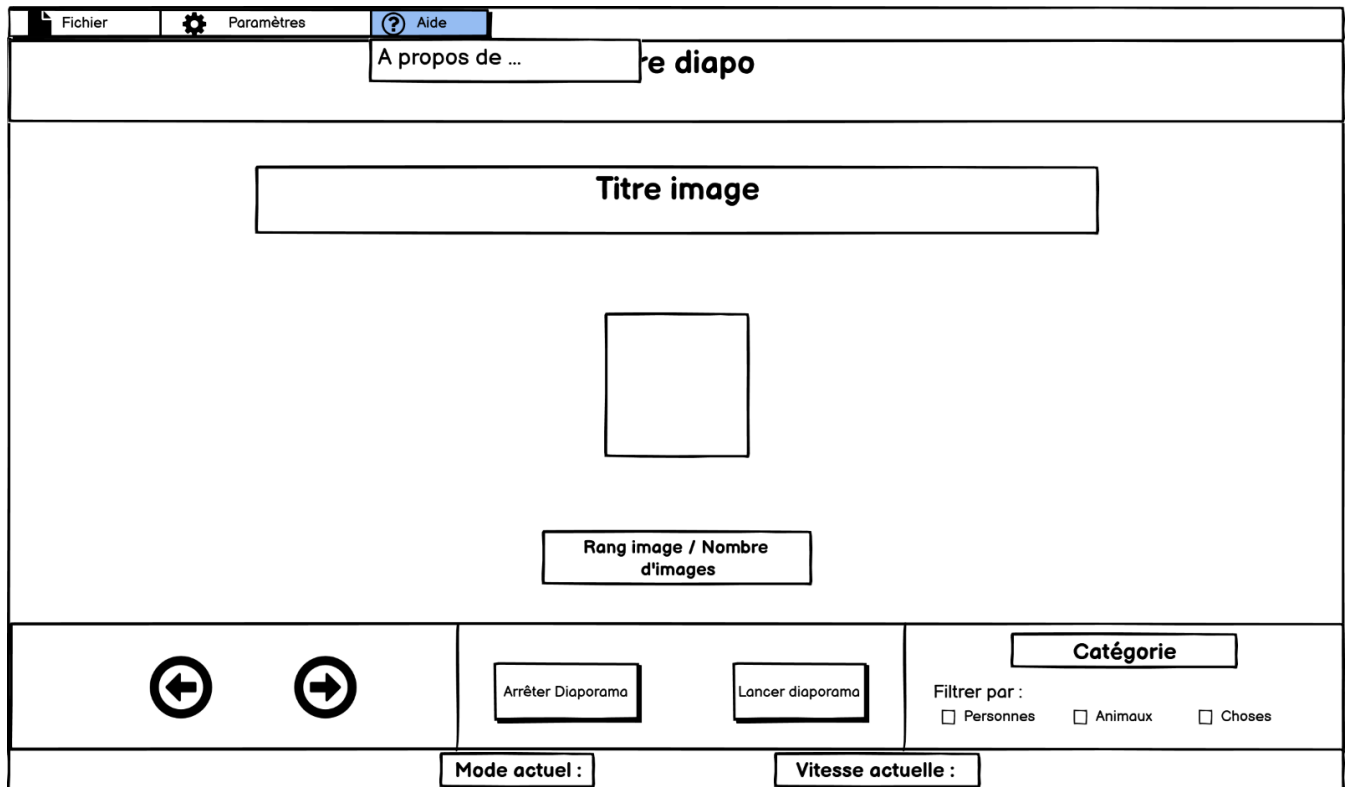 Fichier
Paramètres
? Aide
A propos de ...
re diapo
Titre image
Rang image / Nombre
d'images
Arrêter Diaporama
Lancer diaporama
Catégorie
Filtrer par :
Personnes
Animaux
Choses
Mode actuel :
Vitesse actuelle :